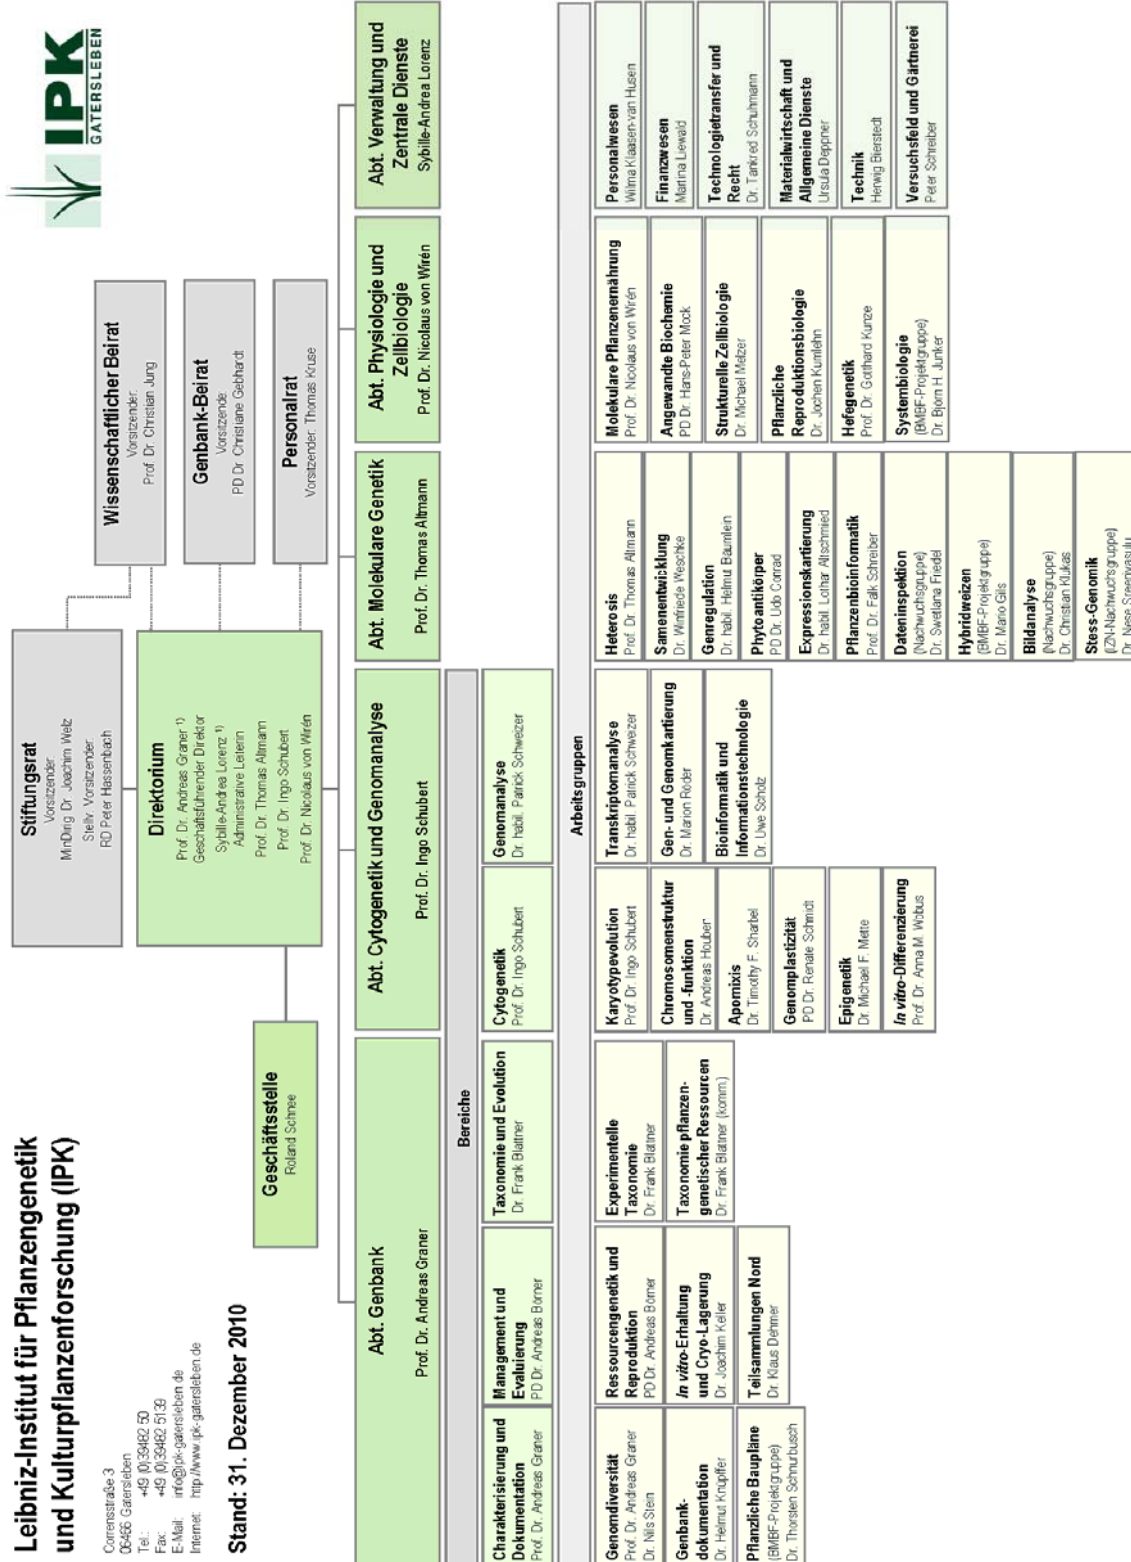 Leibniz-Institut für Pflanzengenetik
und Kulturpflanzenforschung (IPK)
Corrensstraße 3
06466 Gatersleben
Tel.: +49 (0)39482 50
Fax: +49 (0)39482 5139
E-Mail: info@ipk-gatersleben.de
Internet: http://www.ipk-gatersleben.de
Stand: 31. Dezember 2010
IPK
GATERSLEBEN
Stiftungsrat
Vorsitzender:
MinDirig. Dr. Joachim Welz
Stellv. Vorsitzender:
RD Peter Hassenbach
Wissenschaftlicher Beirat
Vorsitzender:
Prof. Dr. Christian Jung
Direktorium
Prof. Dr. Andreas Graner 1)
Geschäftsführender Direktor
Sybille-Andrea Lorenz 1)
Administrative Leiterin
Prof. Dr. Thomas Altmann
Prof. Dr. Ingo Schubert
Prof. Dr. Nicolaus von Wirén
Genbank-Beirat
Vorsitzende:
PD Dr. Christiane Gebhardt
Personalrat
Vorsitzender: Thomas Kruse
Geschäftsstelle
Roland Schnee
Abt. Genbank
Prof. Dr. Andreas Graner
Abt. Cytogenetik und Genomanalyse
Prof. Dr. Ingo Schubert
Abt. Molekulare Genetik
Prof. Dr. Thomas Altmann
Abt. Physiologie und
Zellbiologie
Prof. Dr. Nicolaus von Wirén
Abt. Verwaltung und
Zentrale Dienste
Sybille-Andrea Lorenz
Bereiche
Charakterisierung und
Dokumentation
Prof. Dr. Andreas Graner
Management und
Evaluierung
PD Dr. Andreas Börner
Taxonomie und Evolution
Dr. Frank Blattner
Cytogenetik
Prof. Dr. Ingo Schubert
Genomanalyse
Dr. habil. Patrick Schweizer
Arbeitsgruppen
Genomdiversität
Prof. Dr. Andreas Graner
Dr. Nils Stein
Genbank-
dokumentation
Dr. Helmut Knüpffer
Pflanzliche Baupläne
(BMBF-Projektgruppe)
Dr. Thorsten Schnurbusch
Ressourcengenetik und
Reproduktion
PD Dr. Andreas Börner
In vitro-Erhaltung
und Cryo-Lagerung
Dr. Joachim Keller
Teilsammlungen Nord
Dr. Klaus Dehmer
Experimentelle
Taxonomie
Dr. Frank Blattner
Taxonomie pflanzen-
genetischer Ressourcen
Dr. Frank Blattner (komm.)
Karyotypevolution
Prof. Dr. Ingo Schubert
Chromosomenstruktur
und -funktion
Dr. Andreas Houben
Apomixis
Dr. Timothy F. Sharbel
Genomplastizität
PD Dr. Renate Schmidt
Epigenetik
Dr. Michael F. Mette
In vitro-Differenzierung
Prof. Dr. Anna M. Wobus
Transkriptomanalyse
Dr. habil. Patrick Schweizer
Gen- und Genomkartierung
Dr. Marion Röder
Bioinformatik und
Informationstechnologie
Dr. Uwe Scholz
Heterosis
Prof. Dr. Thomas Altmann
Samenentwicklung
Dr. Winfriede Weschke
Genregulation
Dr. habil. Helmut Bäumlein
Phytoantikörper
PD Dr. Udo Conrad
Expressionskartierung
Dr. habil. Lothar Altschmied
Pflanzenbioinformatik
Prof. Dr. Falk Schreiber
Dateninspektion
(Nachwuchsgruppe)
Dr. Swetlana Friedel
Hybridweizen
(BMBF-Projektgruppe)
Dr. Mario Gils
Bildanalyse
(Nachwuchsgruppe)
Dr. Christian Klukas
Stress-Genomik
(IZN-Nachwuchsgruppe)
Dr. Nese Sreenivasulu
Molekulare Pflanzenernährung
Prof. Dr. Nicolaus von Wirén
Angewandte Biochemie
PD Dr. Hans-Peter Mock
Strukturelle Zellbiologie
Dr. Michael Melzer
Pflanzliche
Reproduktionsbiologie
Dr. Jochen Kumlehn
Hefegenetik
Prof. Dr. Gotthard Kunze
Systembiologie
(BMBF-Projektgruppe)
Dr. Björn H. Junker
Personalwesen
Wilma Klaasen-van Husen
Finanzwesen
Martina Liewald
Technologietransfer und
Recht
Dr. Tankred Schuhmann
Materialwirtschaft und
Allgemeine Dienste
Ursula Deppner
Technik
Herwig Bierstedt
Versuchsfeld und Gärtnerei
Peter Schreiber